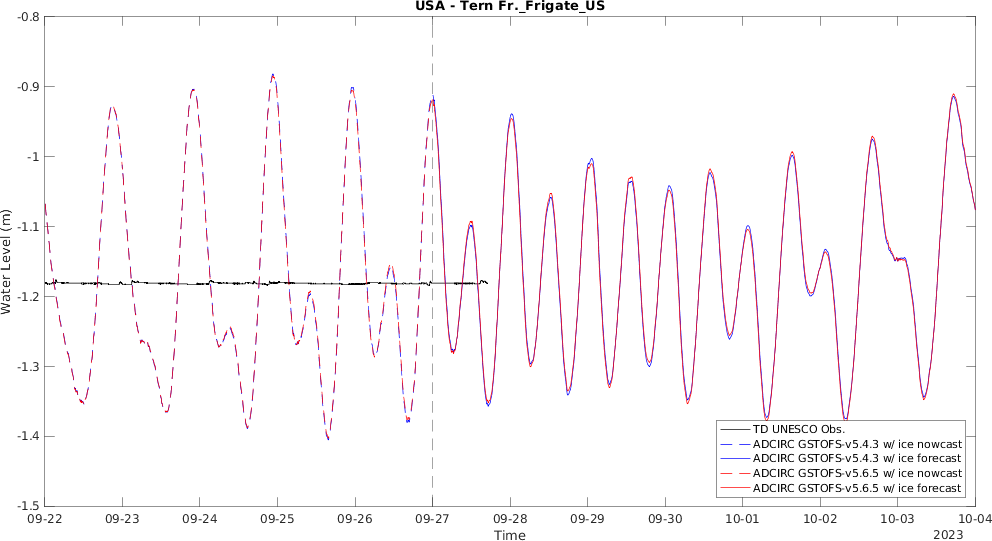 USA - Tern Fr._Frigate_US
-0.8
-0.9
-1
-1.1
-1.2
-1.3
-1.4
-1.5
Water Level (m)
TD UNESCO Obs.
ADCIRC GSTOFS-v5.4.3 w/ ice nowcast
ADCIRC GSTOFS-v5.4.3 w/ ice forecast
ADCIRC GSTOFS-v5.6.5 w/ ice nowcast
ADCIRC GSTOFS-v5.6.5 w/ ice forecast
09-22 09-23 09-24 09-25 09-26 09-27 09-28 09-29 09-30 10-01 10-02 10-03 10-04
Time
2023